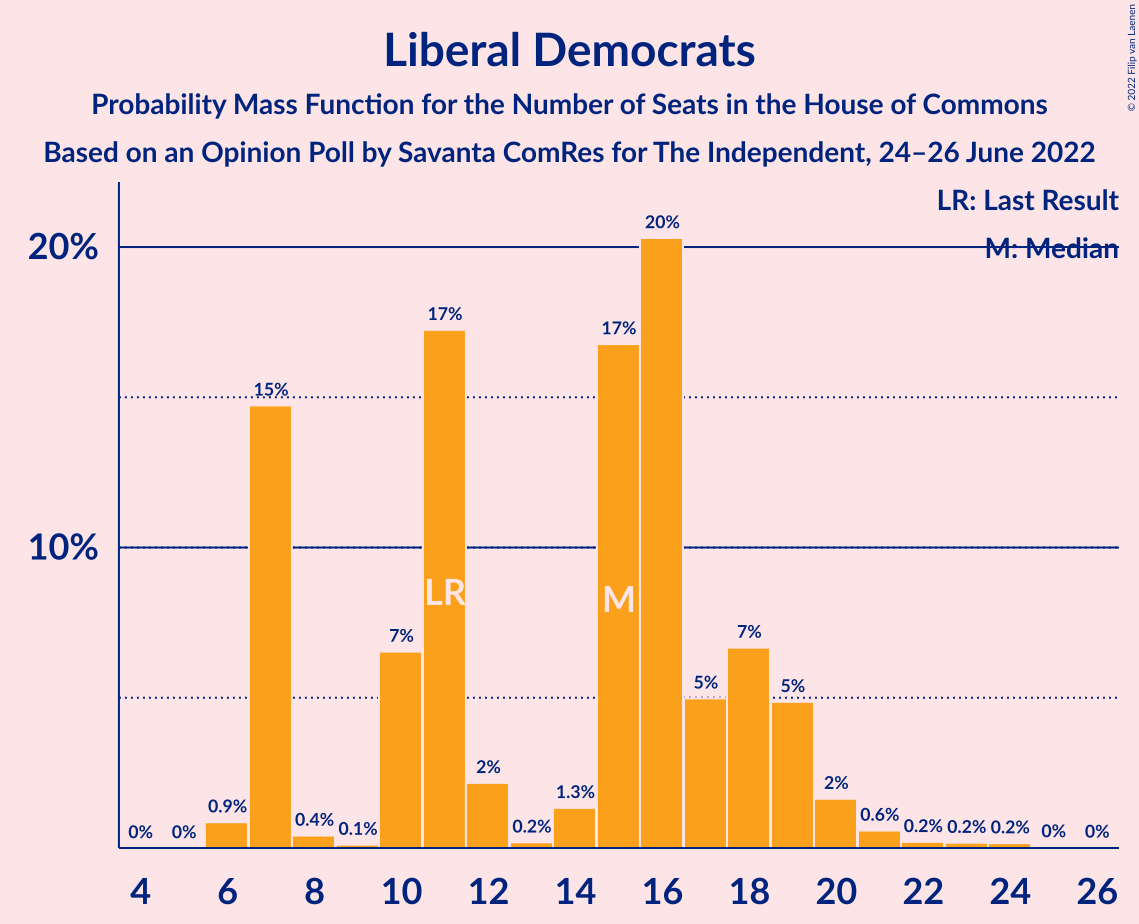 Liberal Democrats
Probability Mass Function for the Number of Seats in the House of Commons
Based on an Opinion Poll by Savanta ComRes for The Independent, 24–26 June 2022
© 2022 Filip van Laenen
LR: Last Result
M: Median
20%
10%
0%
0%
0.9%
15%
0.4%
0.1%
7%
17%
2%
0.2%
1.3%
17%
20%
5%
7%
5%
2%
0.6%
0.2%
0.2%
0.2%
0%
0%
LR
M
4 6 8 10 12 14 16 18 20 22 24 26